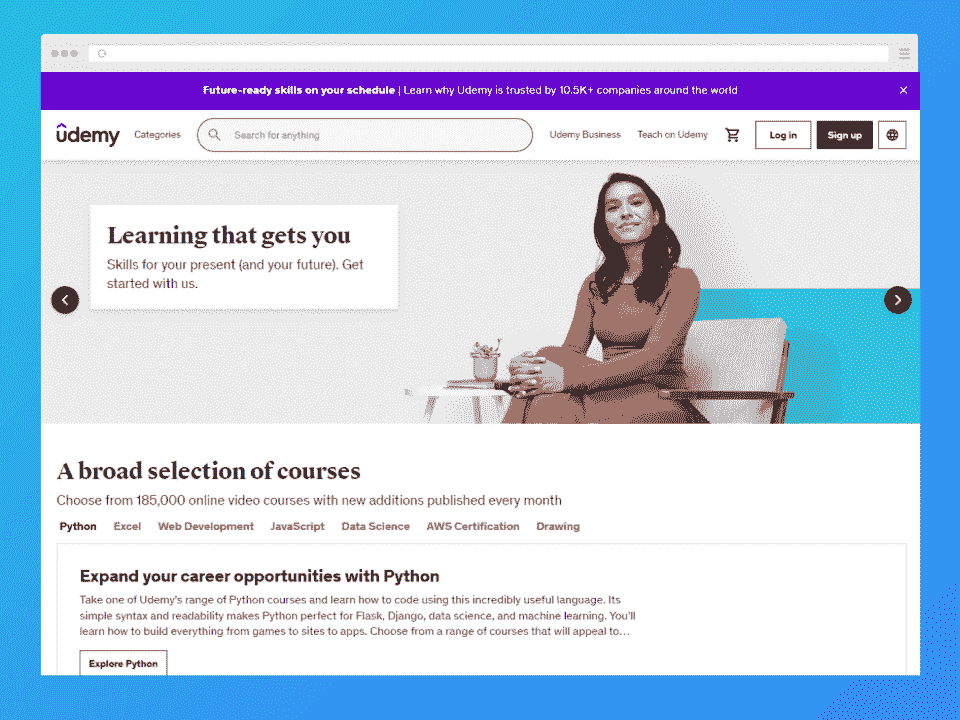 Future-ready skills on your schedule | Learn why Udemy is trusted by 10.5K+ companies around the world
udemy Categories Search for anything Udemy Business Teach on Udemy Log in Sign up
Learning that gets you
Skills for your present (and your future). Get
started with us.
A broad selection of courses
Choose from 185,000 online video courses with new additions published every month
Python Excel Web Development JavaScript Data Science AWS Certification Drawing
Expand your career opportunities with Python
Take one of Udemy's range of Python courses and learn how to code using this incredibly useful language. Its
simple syntax and readability makes Python perfect for Flask, Django, data science, and machine learning. You'll
learn how to build everything from games to sites to apps. Choose from a range of courses that will appeal to...
Explore Python